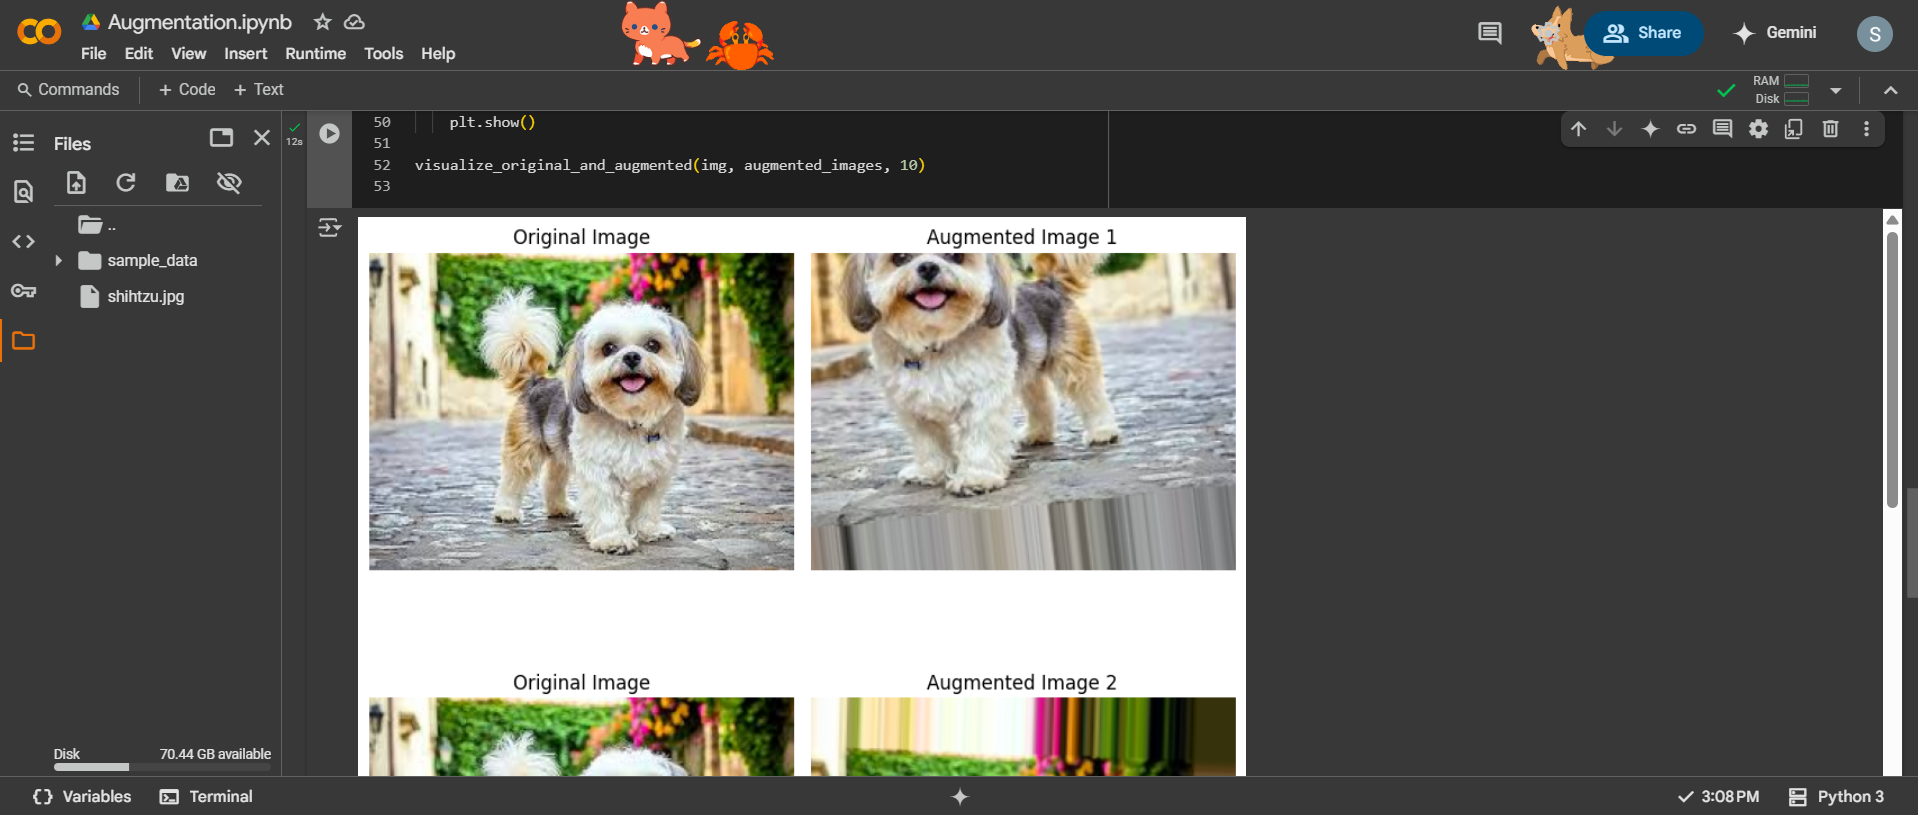 Augmentation.ipynb
File Edit View Insert Runtime Tools Help
Share
Gemini
S
Commands + Code + Text
RAM
Disk
Files
..
sample_data
shihtzu.jpg
Disk 70.44 GB available
12s
50 plt.show()
51
52 visualize_original_and_augmented(img, augmented_images, 10)
53
Original Image Augmented Image 1
Original Image Augmented Image 2
Variables Terminal
3:08 PM Python 3